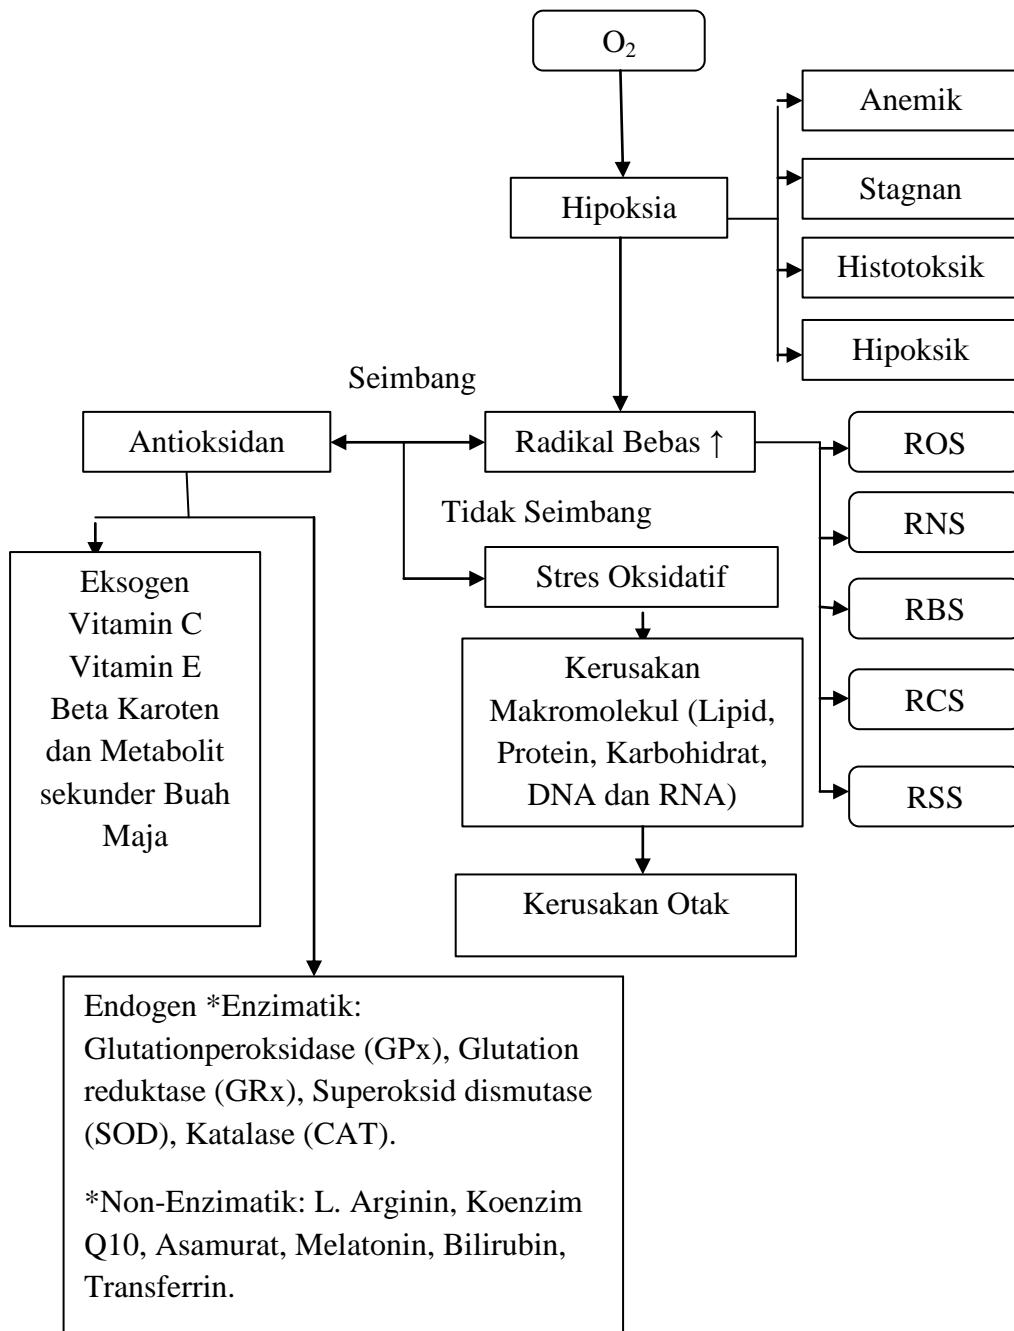 O₂
Anemik
Stagnan
Hipoksia
Histotoksik
Hipoksik
Seimbang
Antioksidan
Radikal Bebas ↑
ROS
RNS
Tidak Seimbang
Stres Oksidatif
RBS
Eksogen
Vitamin C
Vitamin E
Beta Karoten
dan Metabolit
sekunder Buah
Maja
Kerusakan
Makromolekul (Lipid,
Protein, Karbohidrat,
DNA dan RNA)
RCS
RSS
Kerusakan Otak
Endogen *Enzimatik:
Glutationperoksidase (GPx), Glutation
reduktase (GRx), Superoksid dismutase
(SOD), Katalase (CAT).
*Non-Enzimatik: L. Arginin, Koenzim
Q10, Asamurat, Melatonin, Bilirubin,
Transferrin.